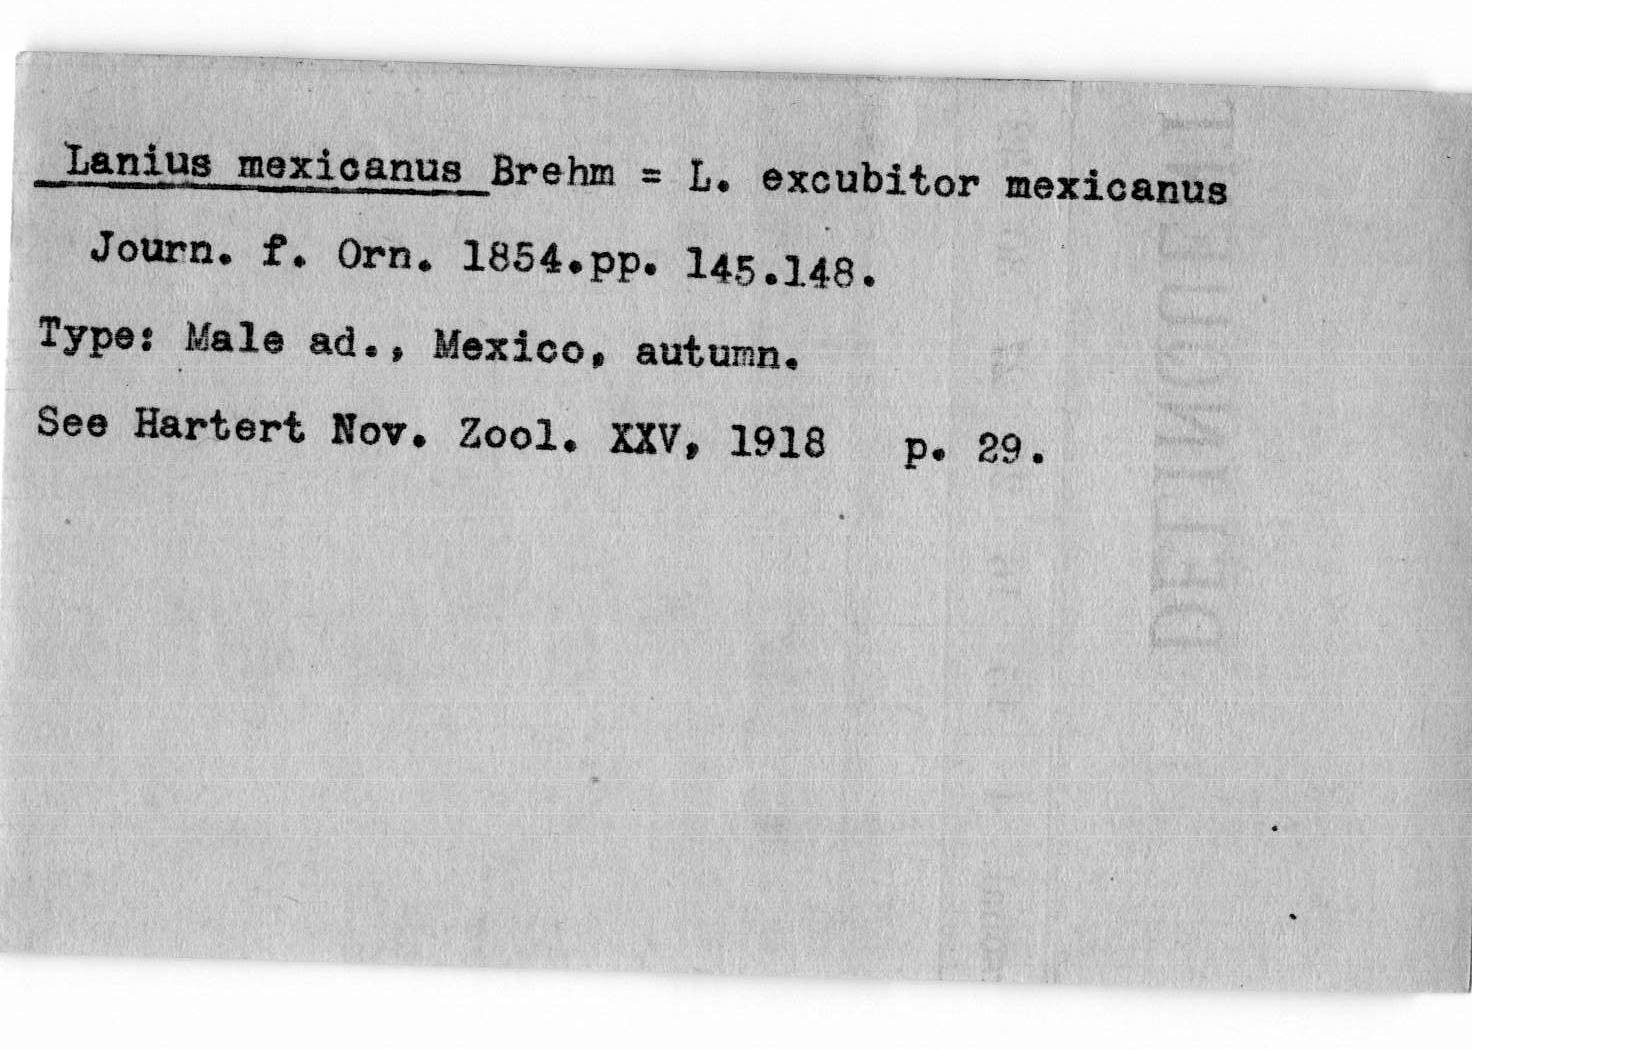 Lanius mexicanus Brehm = L. excubitor mexicanus
Journ. f. Orn. 1854.pp. 145.148.
Type: Male ad., Mexico, autumn.
See Hartert Nov. Zool. XXV, 1918 p. 29.